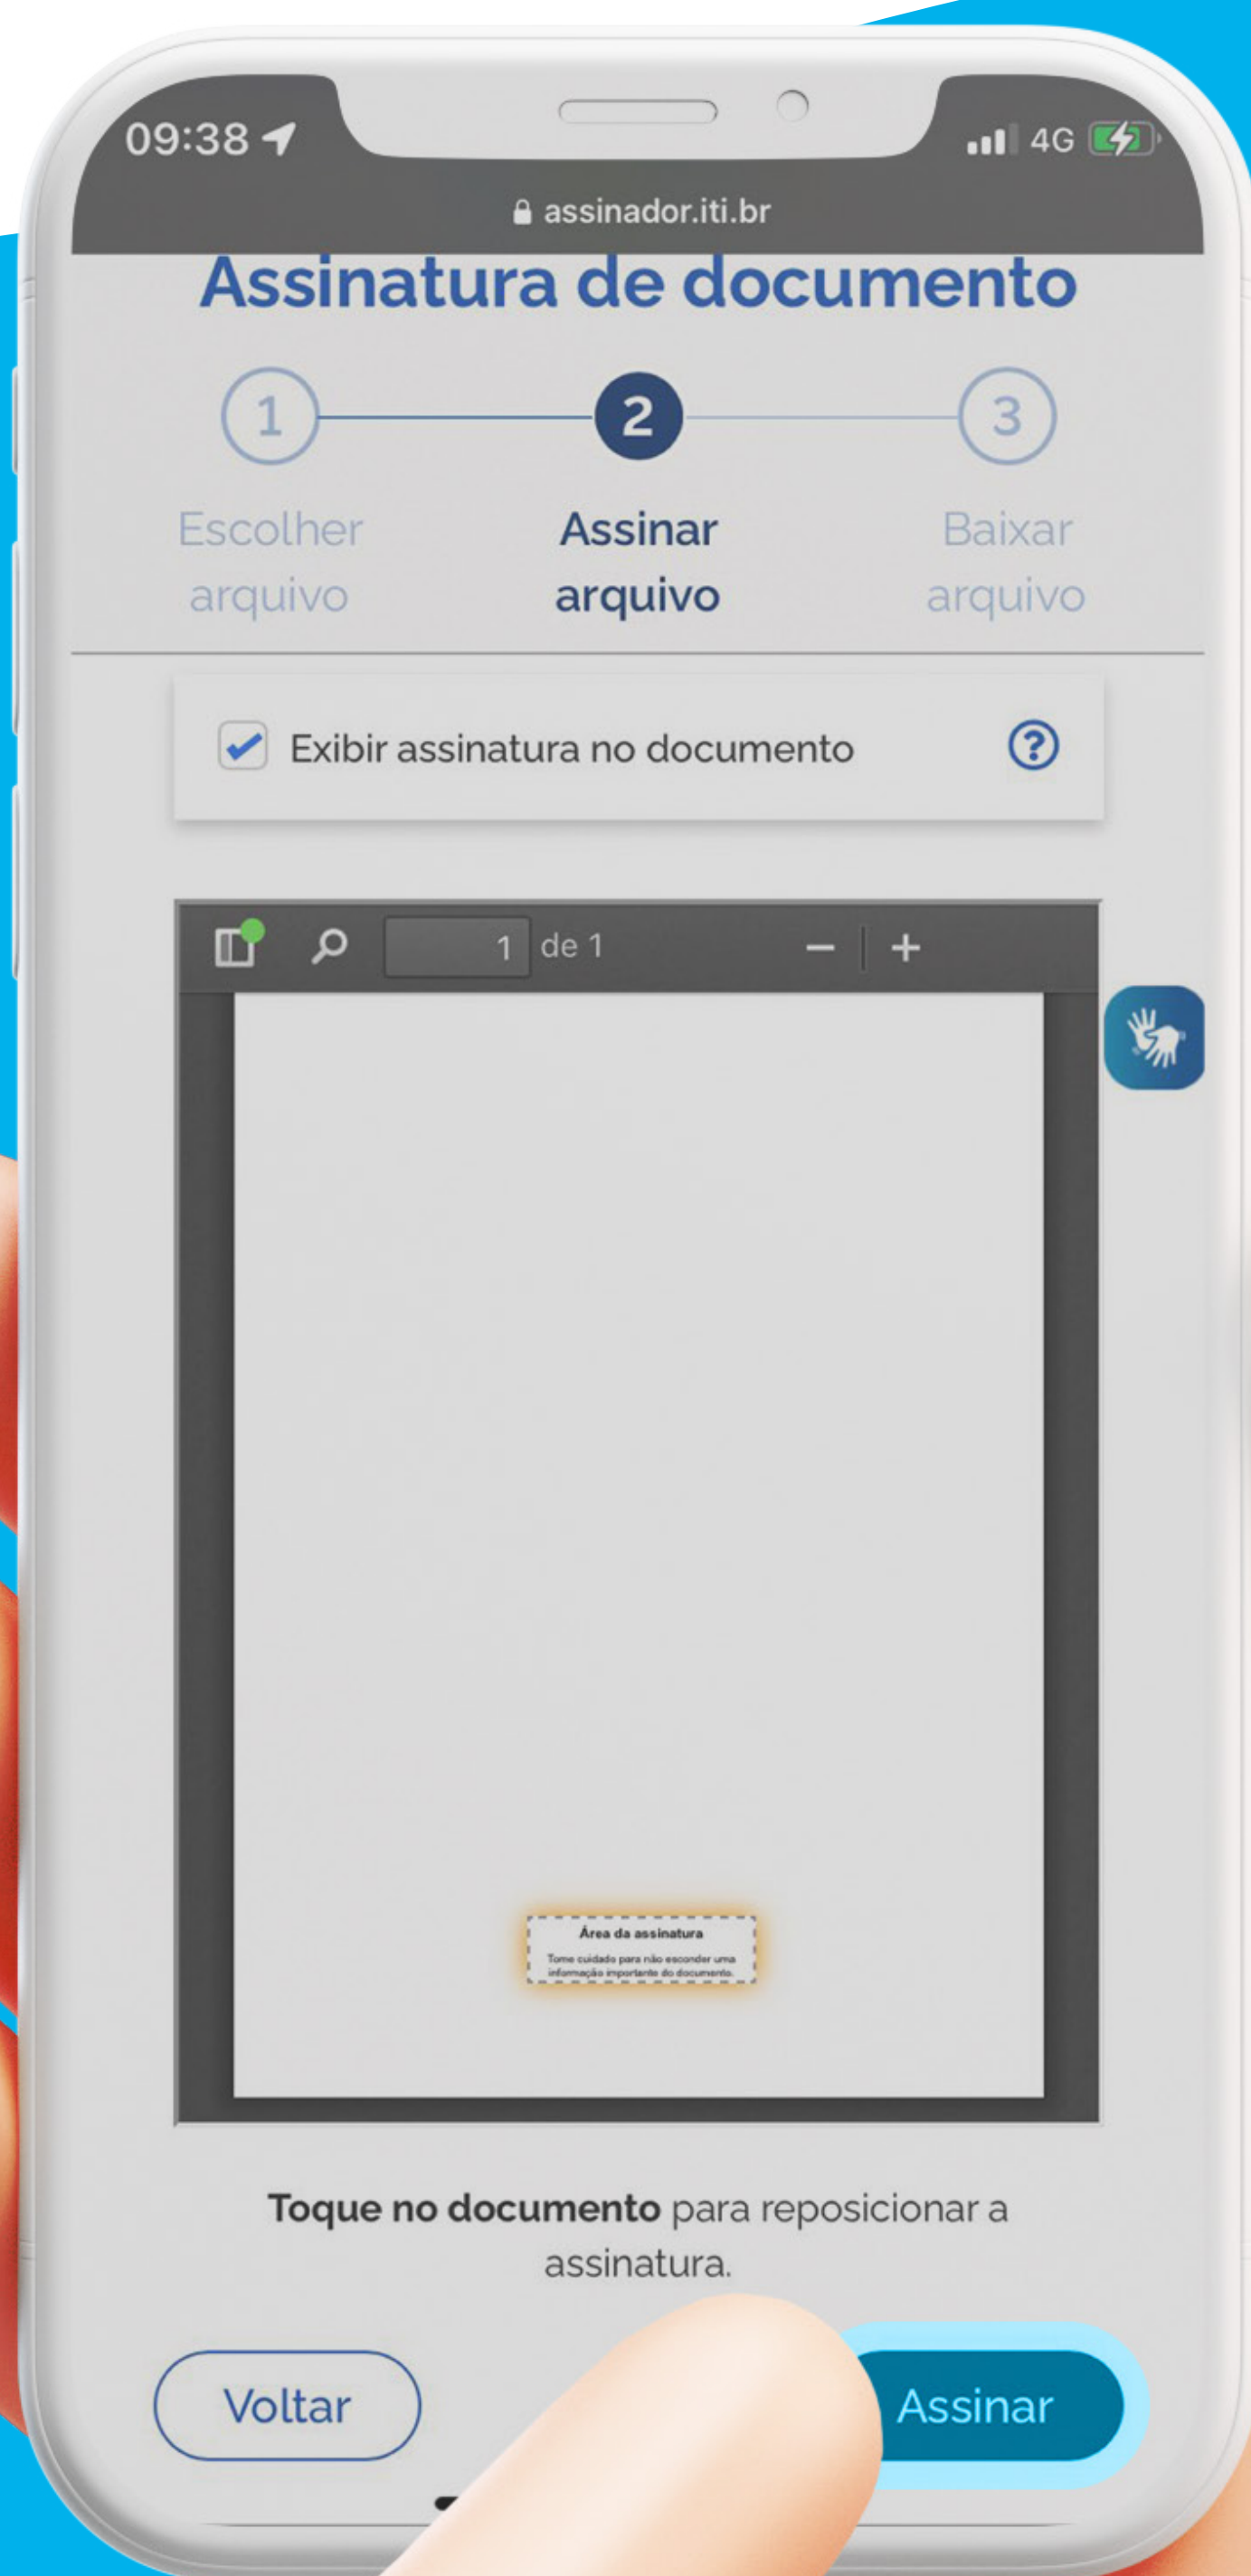 09:38
4G
assinador.iti.br
Assinatura de documento
1
2
3
Escolher
arquivo
Assinar
arquivo
Baixar
arquivo
Exibir assinatura no documento
?
1 de 1
Área da assinatura
Tome cuidado para não esconder uma
informação importante do documento.
Toque no documento para reposicionar a
assinatura.
Voltar
Assinar